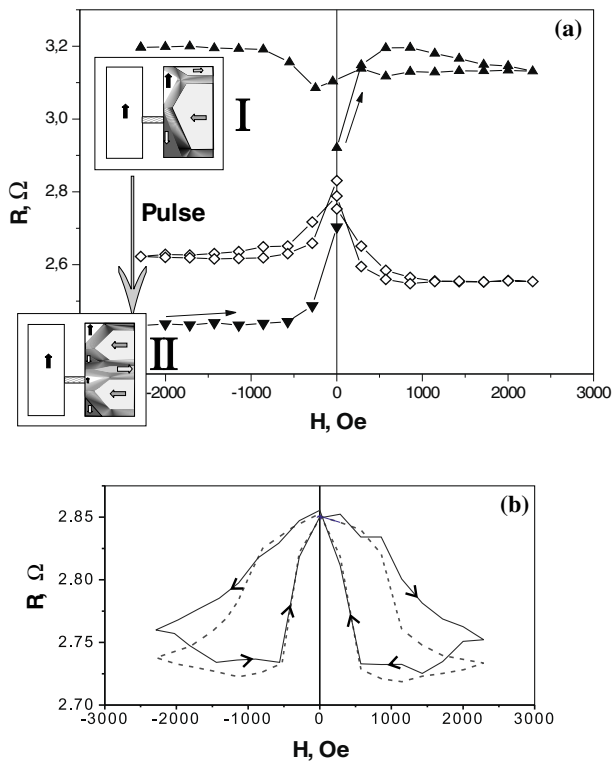 (a)
3,2
3,0
2,8
2,6
R, Ω
I
Pulse
II
-2000 -1000 0 1000 2000 3000
H, Oe
(b)
2.85
2.80
2.75
2.70
R, Ω
-3000 -2000 -1000 0 1000 2000 3000
H, Oe